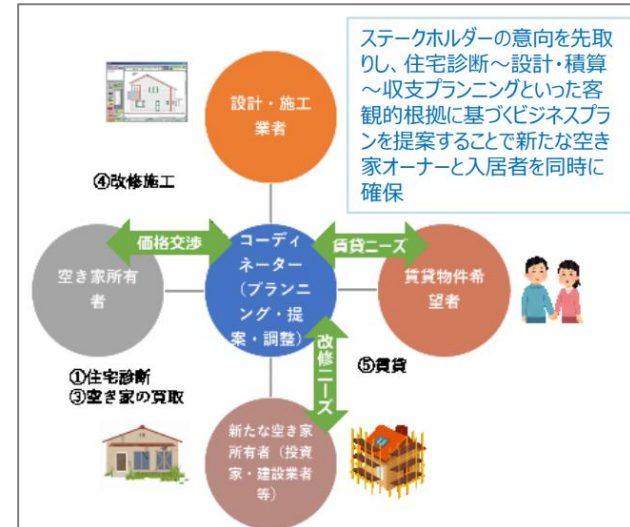 ステークホルダーの意向を先取
りし、住宅診断～設計・積算
～収支プランニングといった客
観的根拠に基づくビジネスプラ
ンを提案することで新たな空き
家オーナーと入居者を同時に
確保
設計・施工
業者
④改修施工
価格交渉
コーディ
ネーター
（プランニ
ング・提
案・調整）
賃貸ニーズ
空き家所有
者
賃貸物件希
望者
①住宅診断
③空き家の買取
改修ニーズ
⑤賃貸
新たな空き家
所有者（投資
家・建設業者
等）